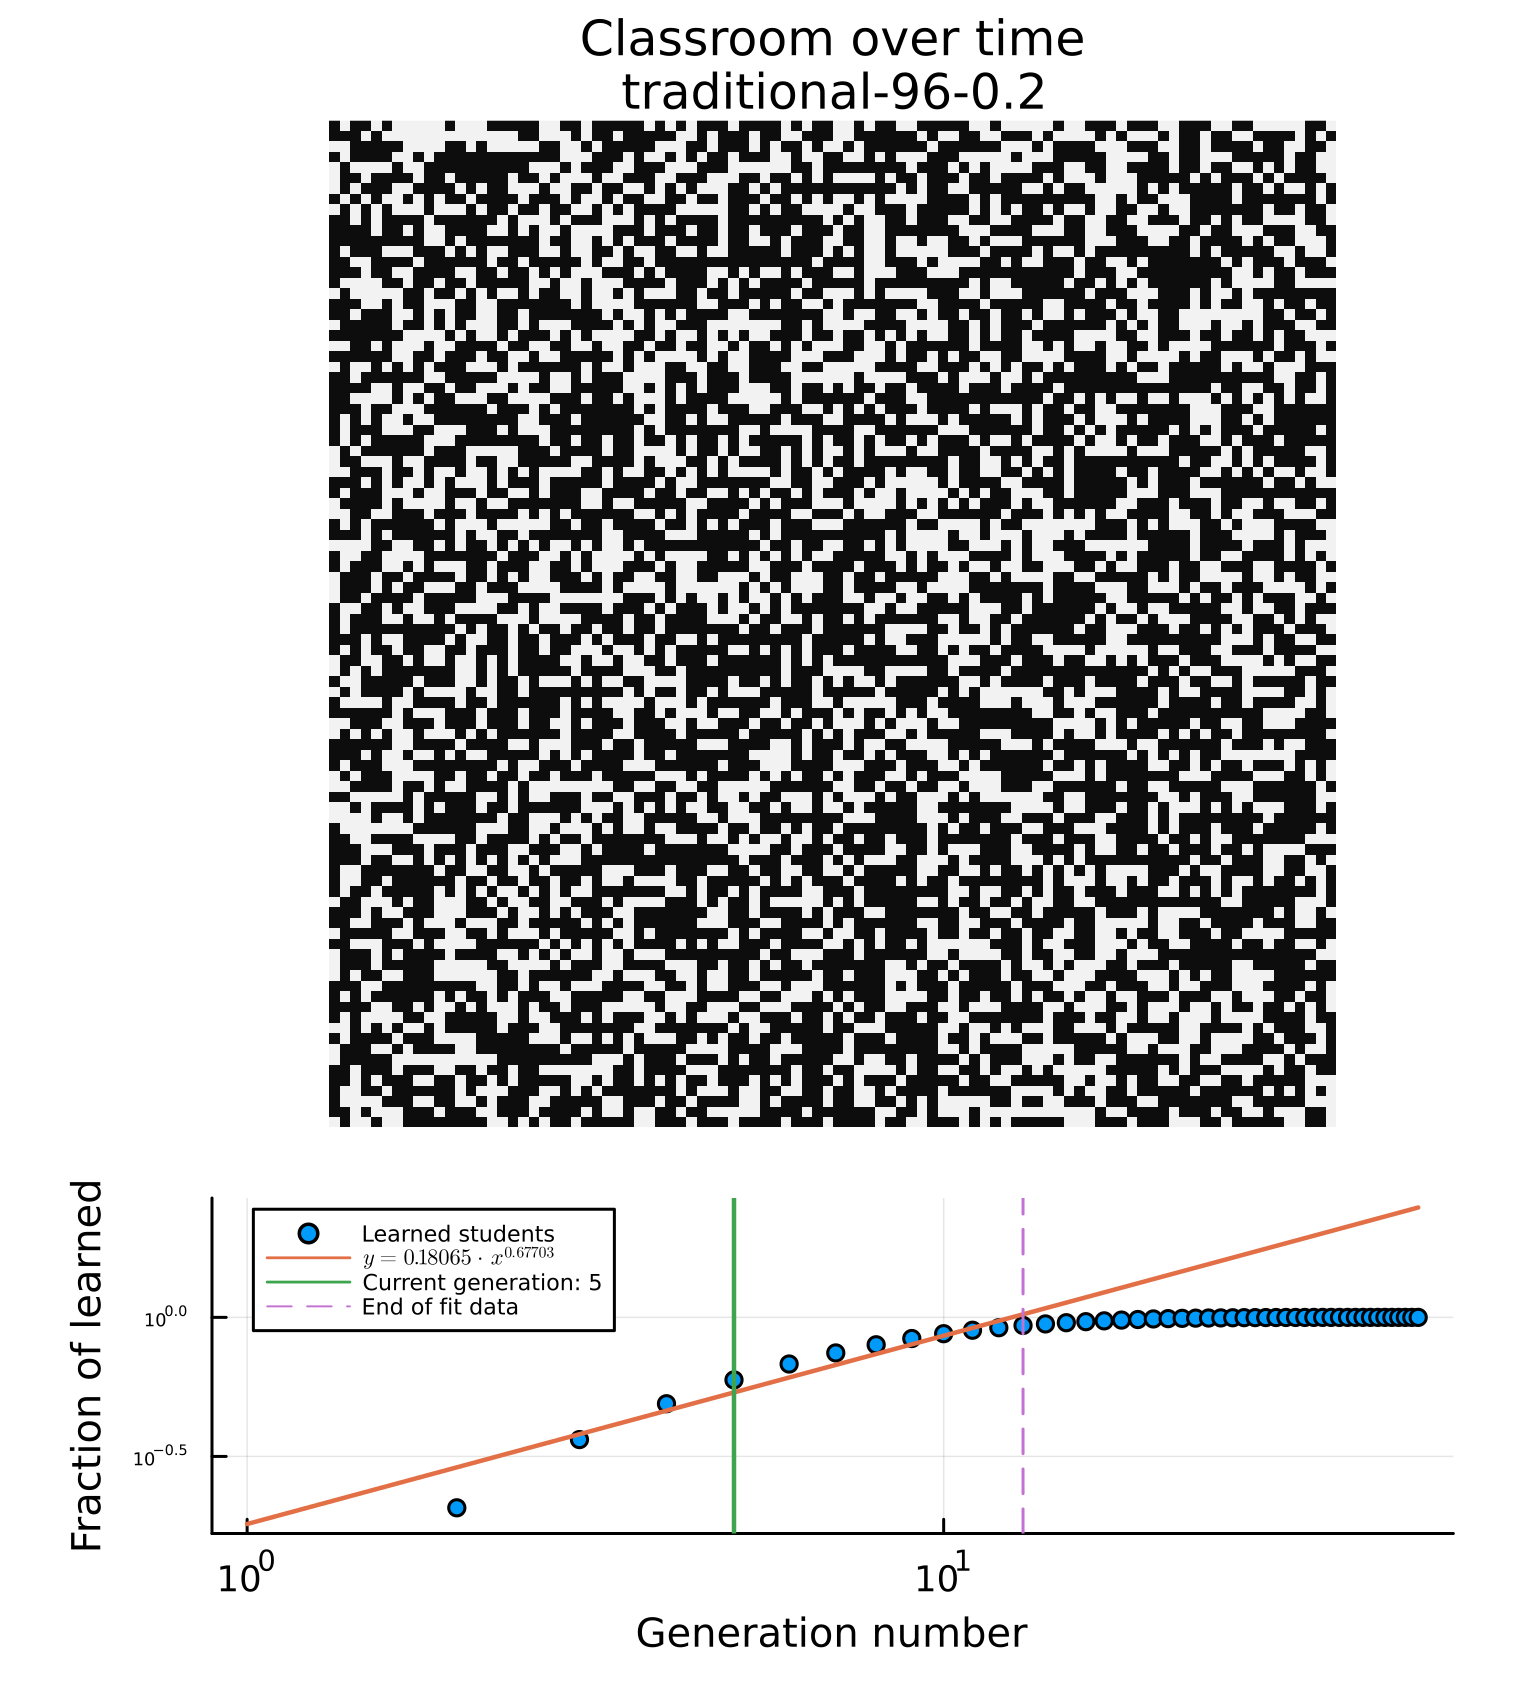 Classroom over time
traditional-96-0.2
Fraction of learned
Learned students
y = 0.18065 · x^0.67703
Current generation: 5
End of fit data
10^0.0
10^−0.5
10^0
10^1
Generation number